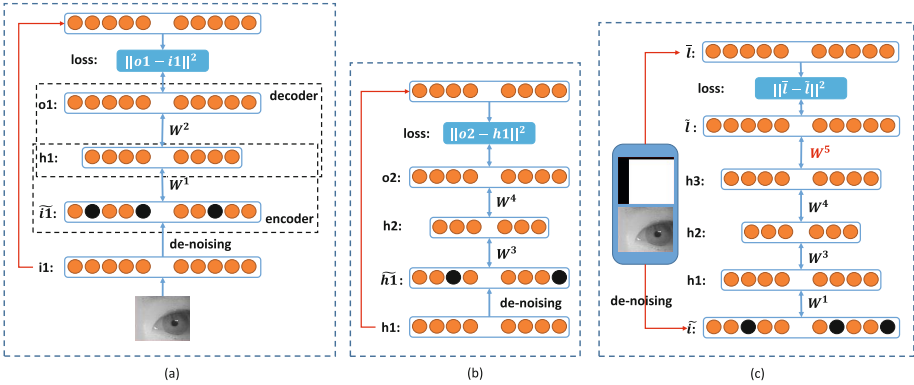 loss: ||o1 − i1||²
decoder
o1:
W²
h1:
W¹
ĩ1:
encoder
de-noising
i1:
(a)
loss: ||o2 − h1||²
o2:
W⁴
h2:
W³
h̃1:
de-noising
h1:
(b)
l̄:
loss: ||l̄ − l̃||²
l̃:
W⁵
h3:
W⁴
h2:
W³
h1:
de-noising
W¹
ĩ:
(c)